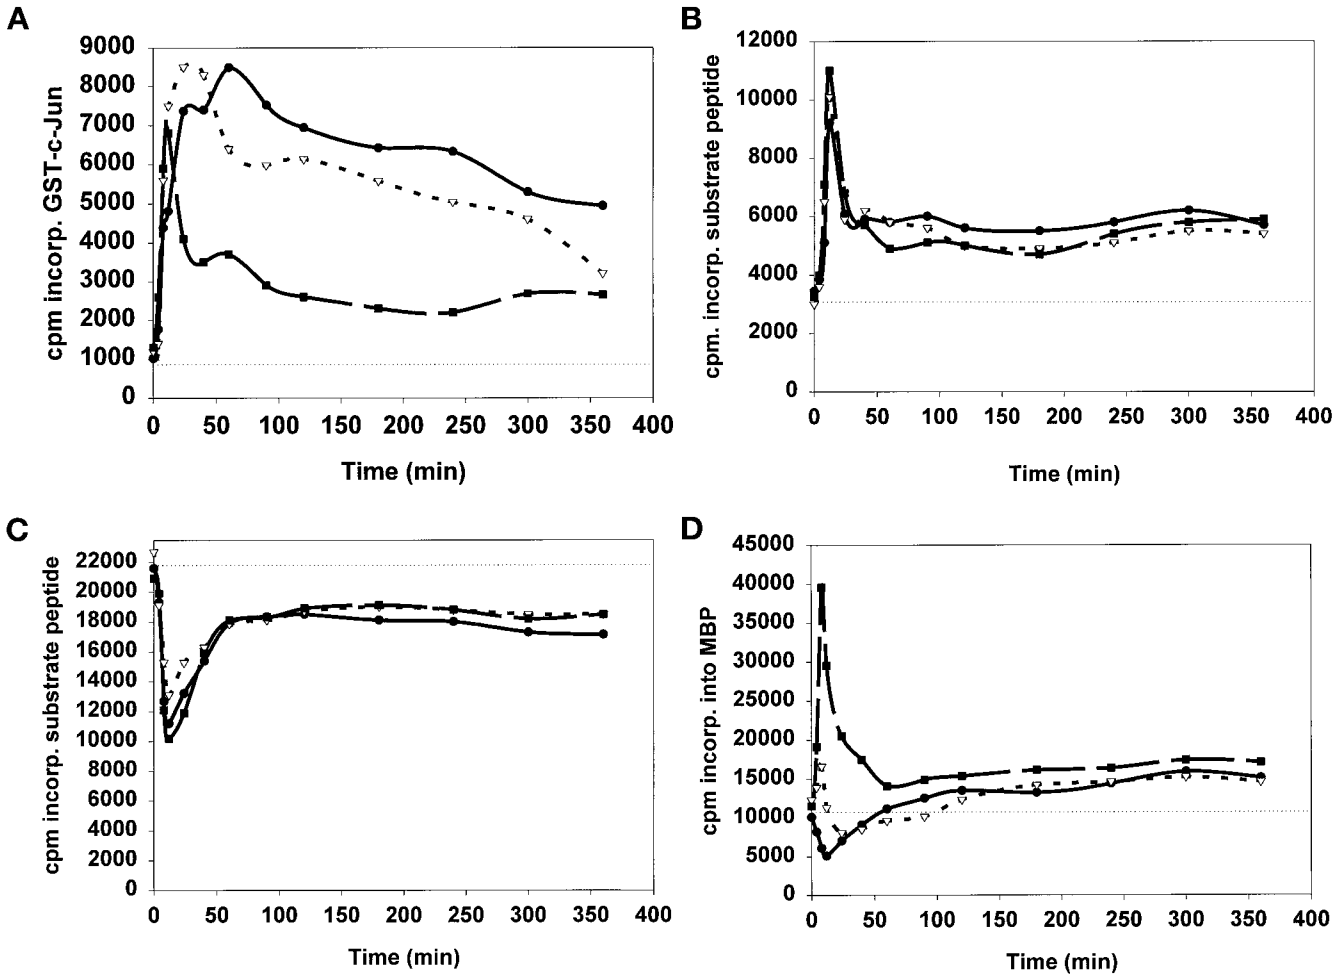 A
cpm incorp. GST-c-Jun
9000
8000
7000
6000
5000
4000
3000
2000
1000
0
0 50 100 150 200 250 300 350 400
Time (min)
B
cpm. incorp. substrate peptide
12000
10000
8000
6000
4000
2000
0
0 50 100 150 200 250 300 350 400
Time (min)
C
cpm incorp. substrate peptide
22000
20000
18000
16000
14000
12000
10000
8000
6000
4000
2000
0
0 50 100 150 200 250 300 350 400
Time (min)
D
cpm incorp. into MBP
45000
40000
35000
30000
25000
20000
15000
10000
5000
0
0 50 100 150 200 250 300 350 400
Time (min)